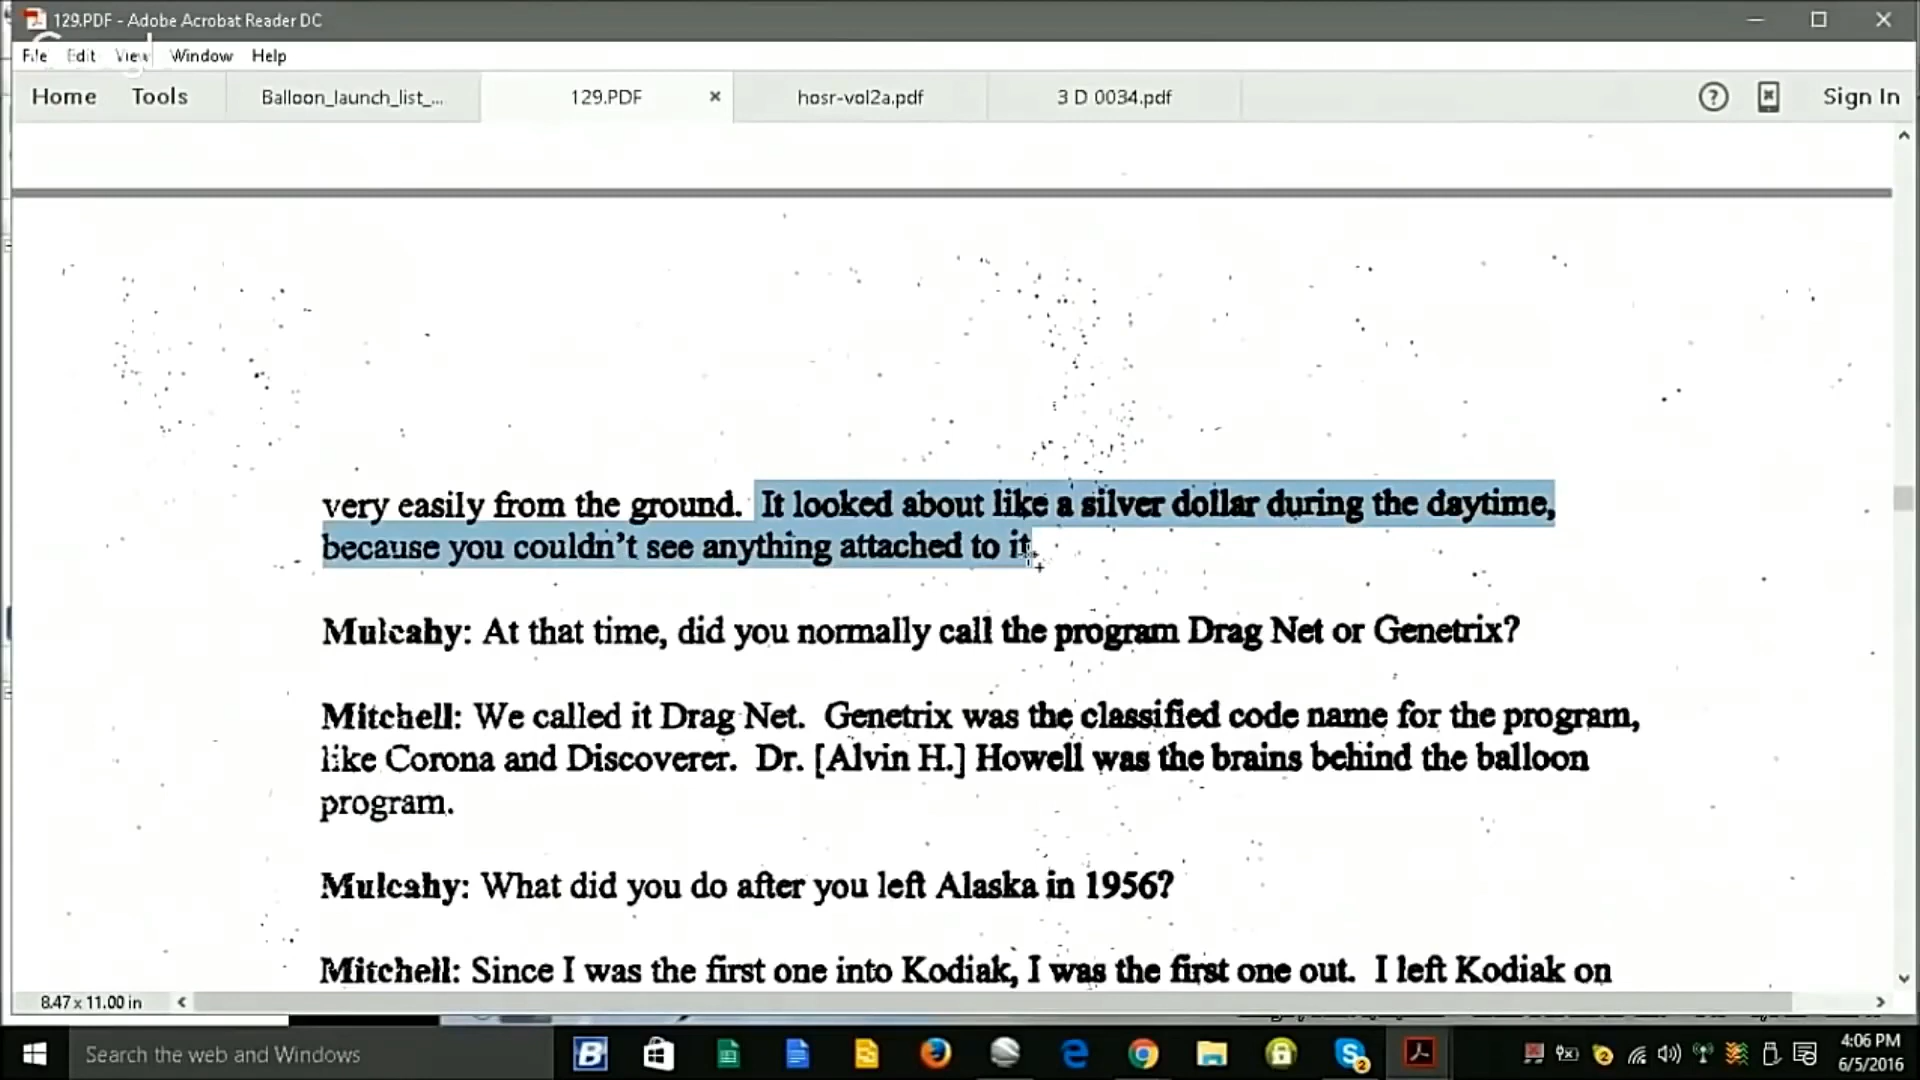 129.PDF - Adobe Acrobat Reader DC
File Edit View Window Help
Home Tools Balloon_launch_list_... 129.PDF × hosr-vol2a.pdf 3 D 0034.pdf ? Sign In
very easily from the ground. It looked about like a silver dollar during the daytime,
because you couldn't see anything attached to it.
Mulcahy: At that time, did you normally call the program Drag Net or Genetrix?
Mitchell: We called it Drag Net. Genetrix was the classified code name for the program,
like Corona and Discoverer. Dr. [Alvin H.] Howell was the brains behind the balloon
program.
Mulcahy: What did you do after you left Alaska in 1956?
Mitchell: Since I was the first one into Kodiak, I was the first one out. I left Kodiak on
8.47 x 11.00 in
Search the web and Windows
4:06 PM
6/5/2016